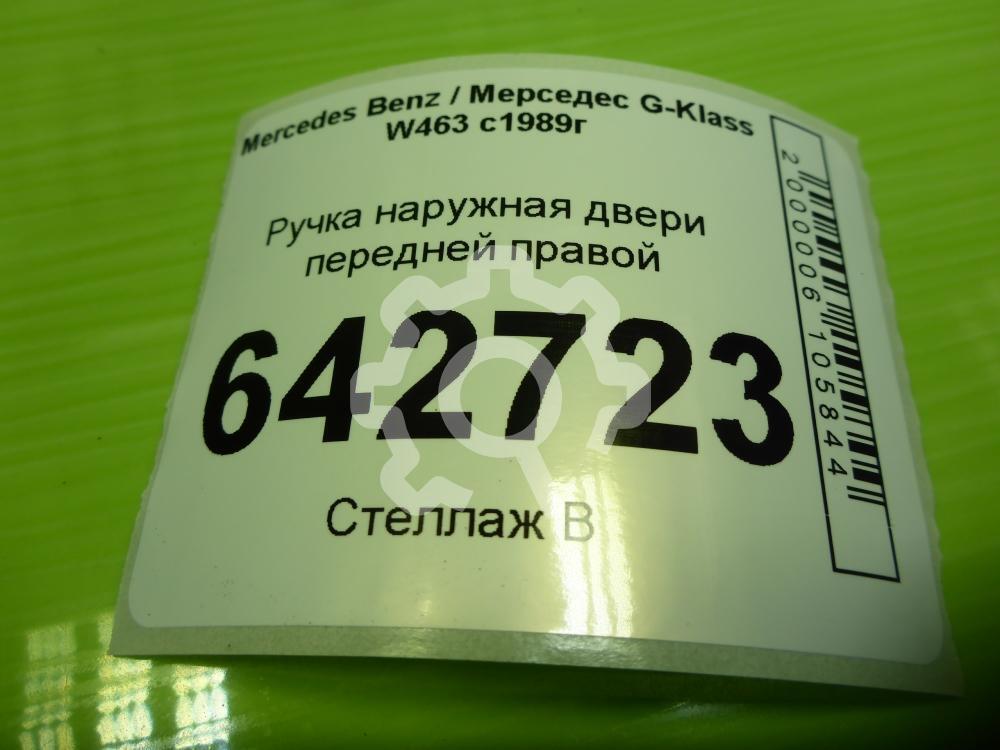 Mercedes Benz / Мерседес G-Klass
W463 с1989г
Ручка наружная двери
передней правой
642723
Стеллаж В
2000006105844